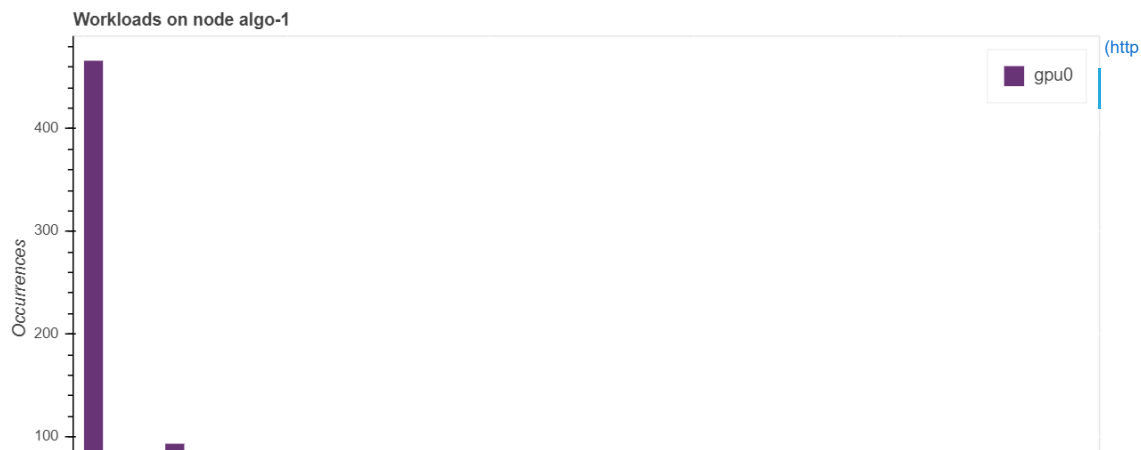 Workloads on node algo-1
(http
gpu0
400
300
200
100
Occurrences